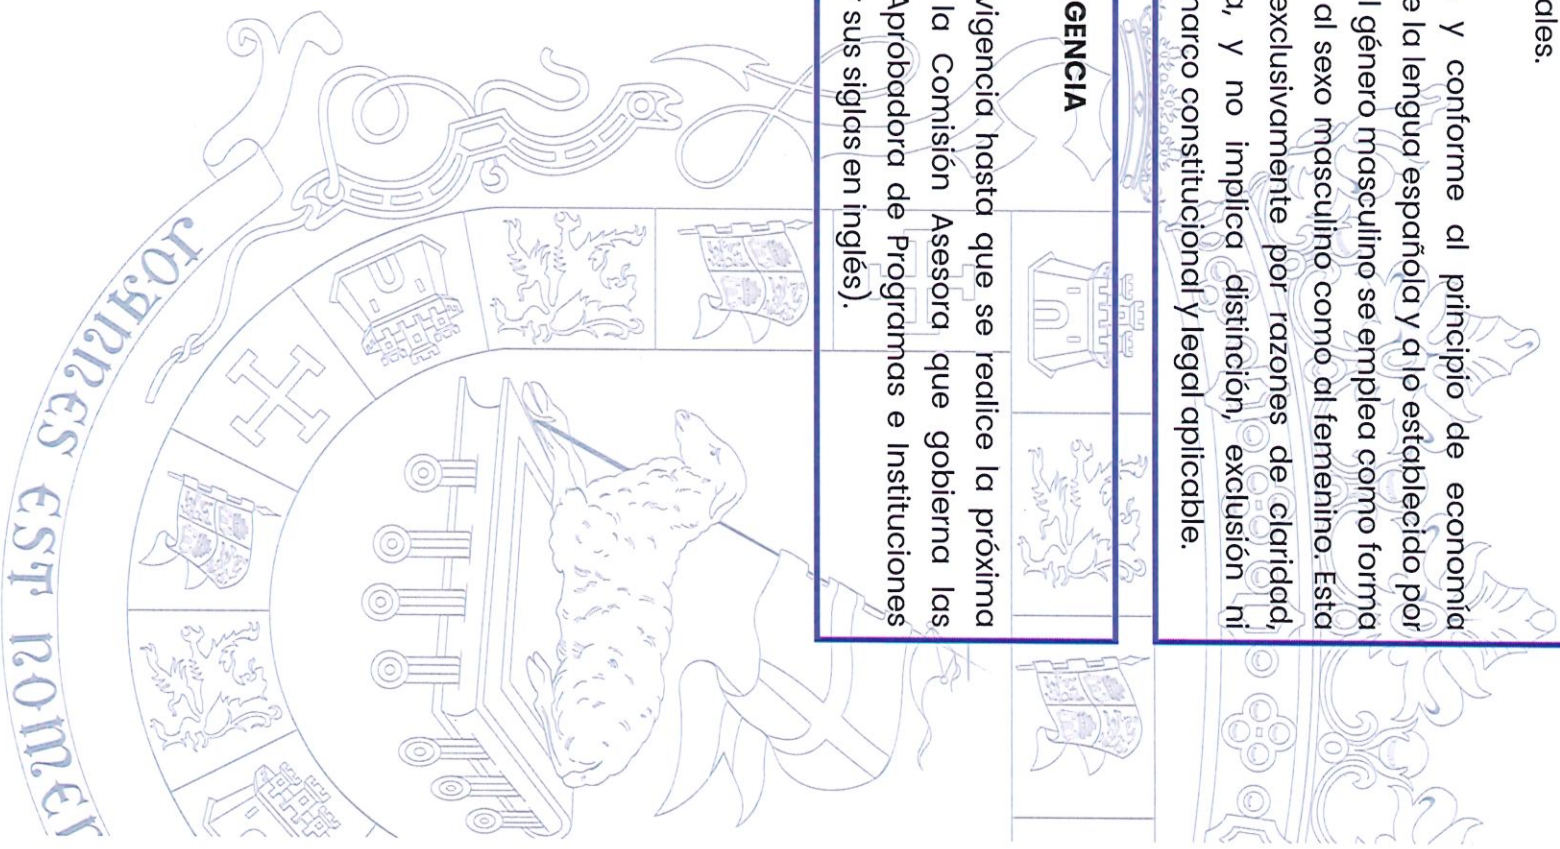 ales.
y conforme al principio de economía
e la lengua española y a lo establecido por
l género masculino se emplea como forma
al sexo masculino como al femenino. Esta
exclusivamente por razones de claridad,
a, y no implica distinción, exclusión ni
narco constitucional y legal aplicable.
GENCIA
vigencia hasta que se realice la próxima
la Comisión Asesora que gobierna las
Aprobadora de Programas e Instituciones
r sus siglas en inglés).
EST NOMEN